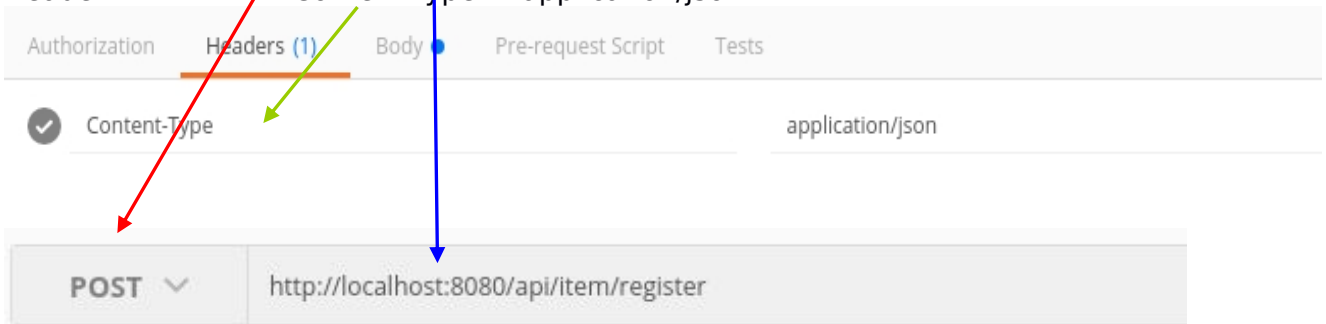 Authorization Headers (1) Body Pre-request Script Tests
Content-Type application/json
POST http://localhost:8080/api/item/register